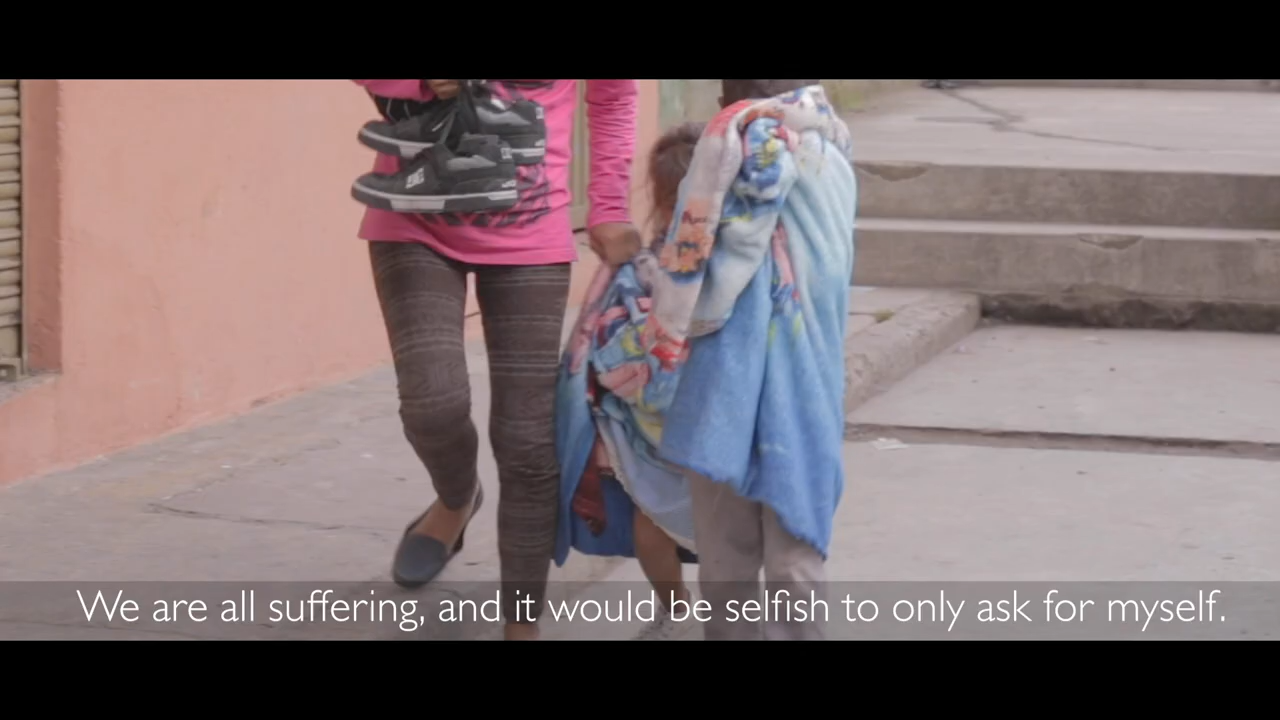 We are all suffering, and it would be selfish to only ask for myself.